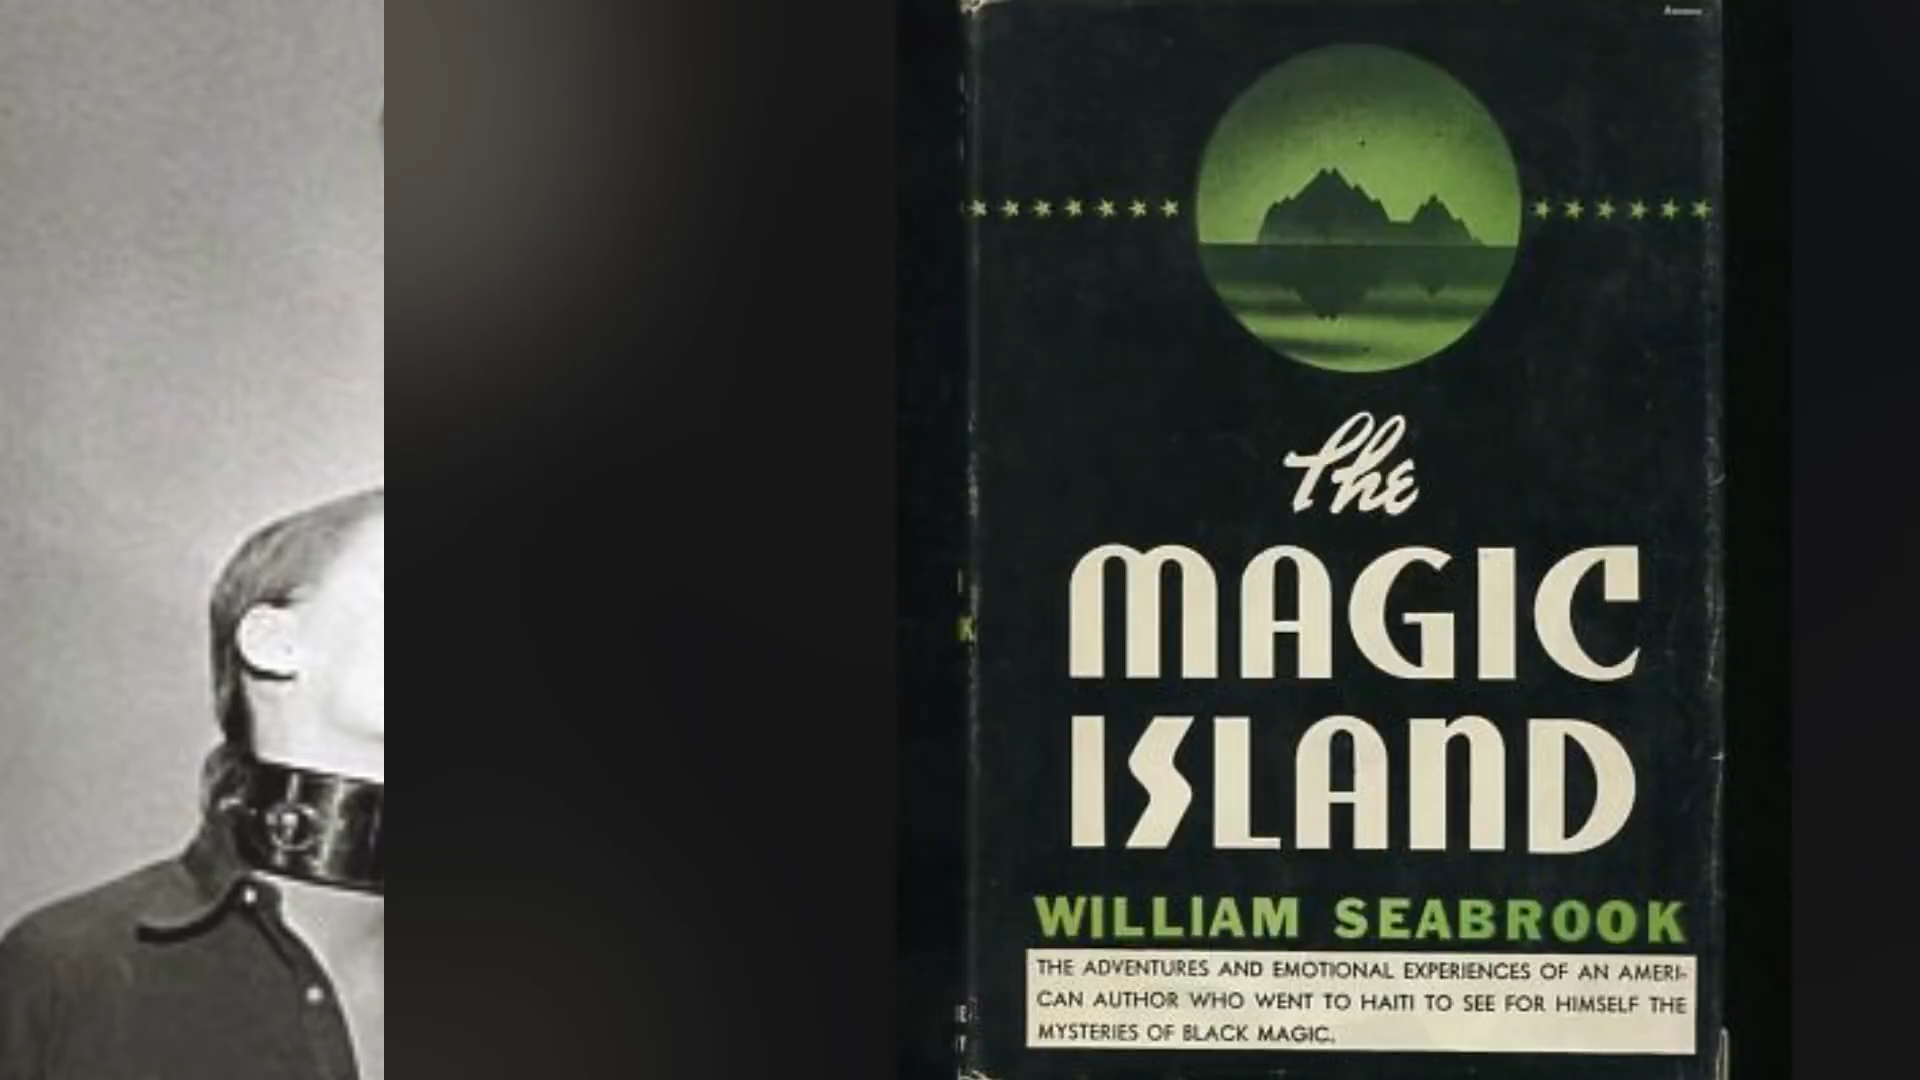 The
MAGIC
ISLAND
WILLIAM SEABROOK
THE ADVENTURES AND EMOTIONAL EXPERIENCES OF AN AMERI-
CAN AUTHOR WHO WENT TO HAITI TO SEE FOR HIMSELF THE
MYSTERIES OF BLACK MAGIC.